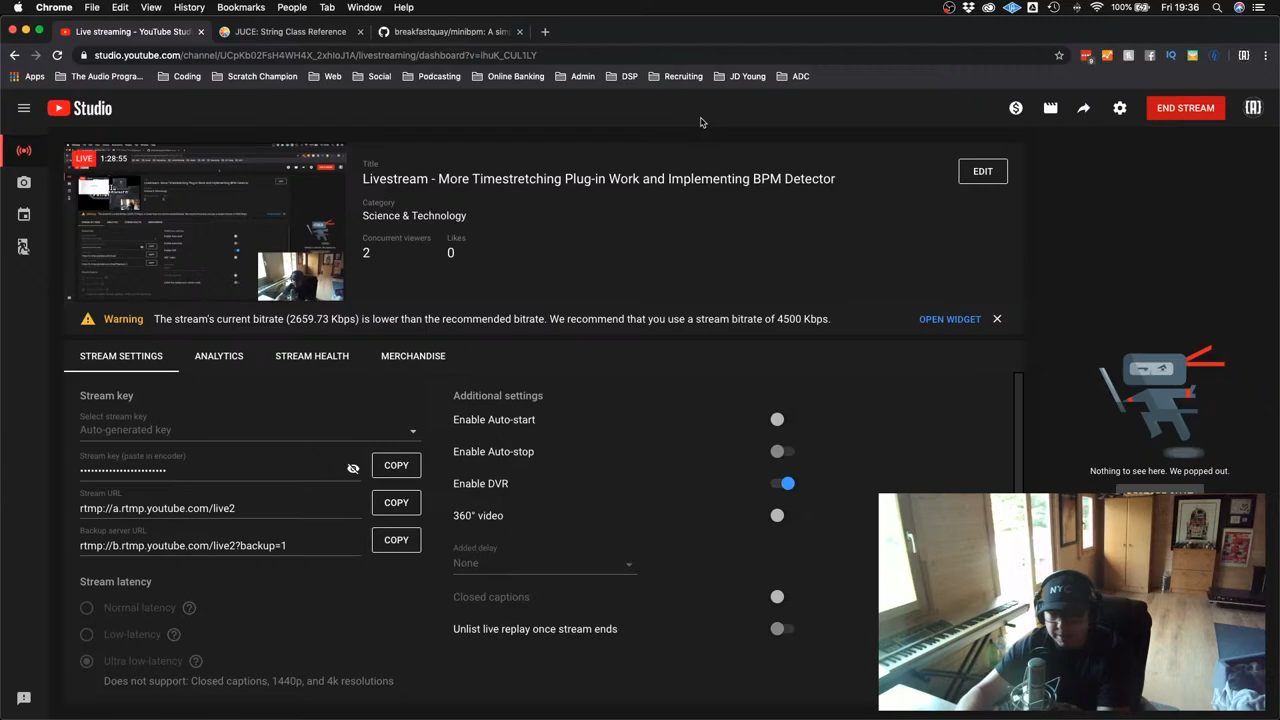 Chrome File Edit View History Bookmarks People Tab Window Help 100% Fri 19:36
Live streaming - YouTube Stud JUCE: String Class Reference breakfastquay/minibpm: A sim
studio.youtube.com/channel/UCpKb02FsH4WH4X_2xhIoJ1A/livestreaming/dashboard?v=lhuK_CUL1LY
Apps The Audio Progra... Coding Scratch Champion Web Social Podcasting Online Banking Admin DSP Recruiting JD Young ADC
Studio END STREAM
LIVE 1:28:55
Title
Livestream - More Timestretching Plug-in Work and Implementing BPM Detector
EDIT
Category
Science & Technology
Concurrent viewers Likes
2 0
Warning The stream's current bitrate (2659.73 Kbps) is lower than the recommended bitrate. We recommend that you use a stream bitrate of 4500 Kbps. OPEN WIDGET
STREAM SETTINGS ANALYTICS STREAM HEALTH MERCHANDISE
Stream key
Select stream key
Auto-generated key
Stream key (paste in encoder)
•••••••••••••••••••••••• COPY
Stream URL
rtmp://a.rtmp.youtube.com/live2 COPY
Backup server URL
rtmp://b.rtmp.youtube.com/live2?backup=1 COPY
Stream latency
Normal latency
Low-latency
Ultra low-latency
Does not support: Closed captions, 1440p, and 4k resolutions
Additional settings
Enable Auto-start
Enable Auto-stop
Enable DVR
360° video
Added delay
None
Closed captions
Unlist live replay once stream ends
Nothing to see here. We popped out.
NYC